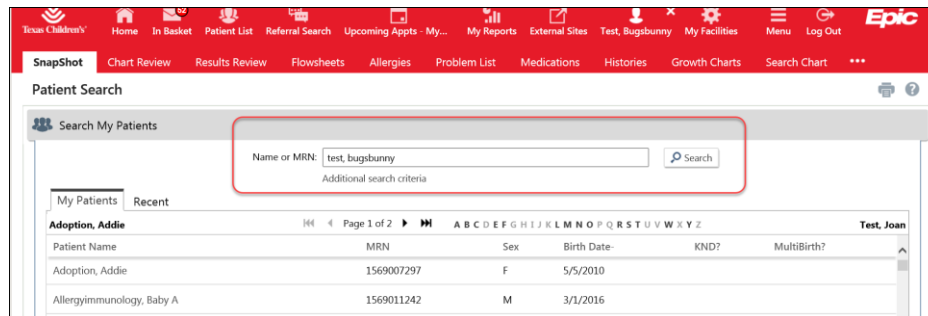 52
Texas Children's' Home In Basket Patient List Referral Search Upcoming Appts - My... My Reports External Sites Test, Bugsbunny × My Facilities Menu Log Out Epic
SnapShot Chart Review Results Review Flowsheets Allergies Problem List Medications Histories Growth Charts Search Chart •••
Patient Search ?
Search My Patients
Name or MRN: test, bugsbunny Search
Additional search criteria
My Patients Recent
Adoption, Addie Page 1 of 2 A B C D E F G H I J K L M N O P Q R S T U V W X Y Z Test, Joan
Patient Name MRN Sex Birth Date- KND? MultiBirth?
Adoption, Addie 1569007297 F 5/5/2010
Allergyimmunology, Baby A 1569011242 M 3/1/2016